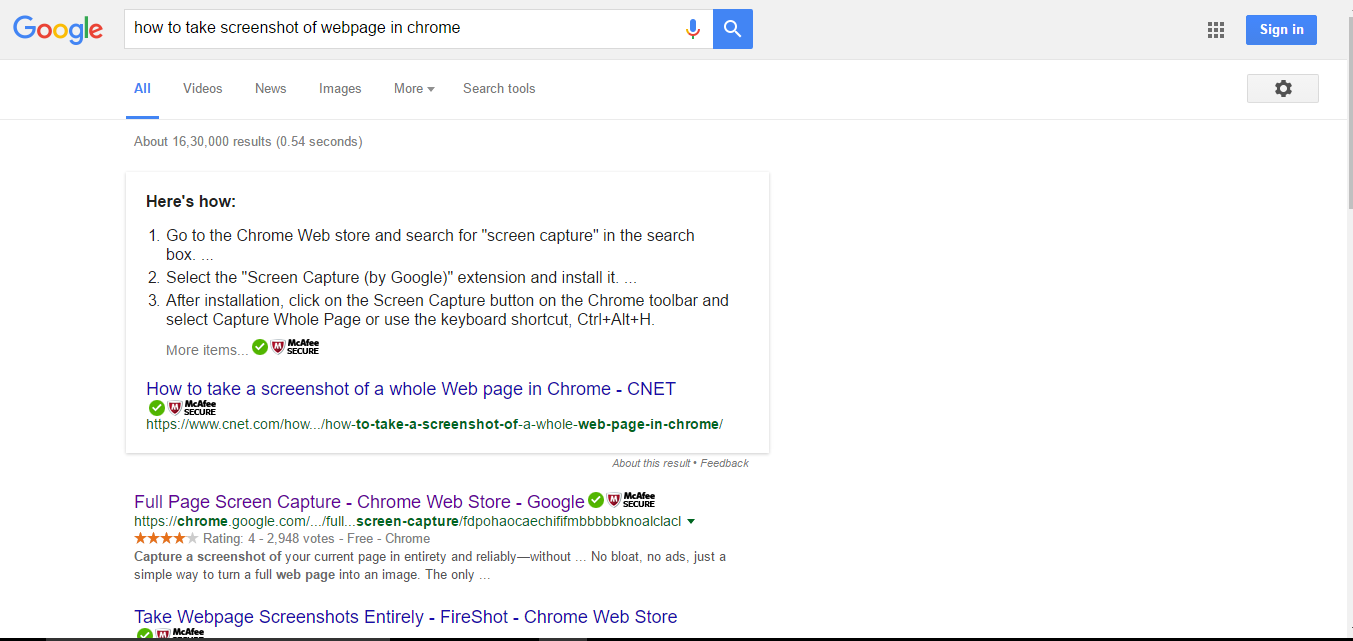 Google
how to take screenshot of webpage in chrome
Sign in
All Videos News Images More Search tools
About 16,30,000 results (0.54 seconds)
Here's how:
1. Go to the Chrome Web store and search for "screen capture" in the search
box. ...
2. Select the "Screen Capture (by Google)" extension and install it. ...
3. After installation, click on the Screen Capture button on the Chrome toolbar and
select Capture Whole Page or use the keyboard shortcut, Ctrl+Alt+H.
More items... McAfee SECURE
How to take a screenshot of a whole Web page in Chrome - CNET
McAfee SECURE
https://www.cnet.com/how.../how-to-take-a-screenshot-of-a-whole-web-page-in-chrome/
About this result • Feedback
Full Page Screen Capture - Chrome Web Store - Google McAfee SECURE
https://chrome.google.com/.../full...screen-capture/fdpohaocaechififmbbbbbknoalclacl
Rating: 4 - 2,948 votes - Free - Chrome
Capture a screenshot of your current page in entirety and reliably—without ... No bloat, no ads, just a
simple way to turn a full web page into an image. The only ...
Take Webpage Screenshots Entirely - FireShot - Chrome Web Store
McAfee SECURE